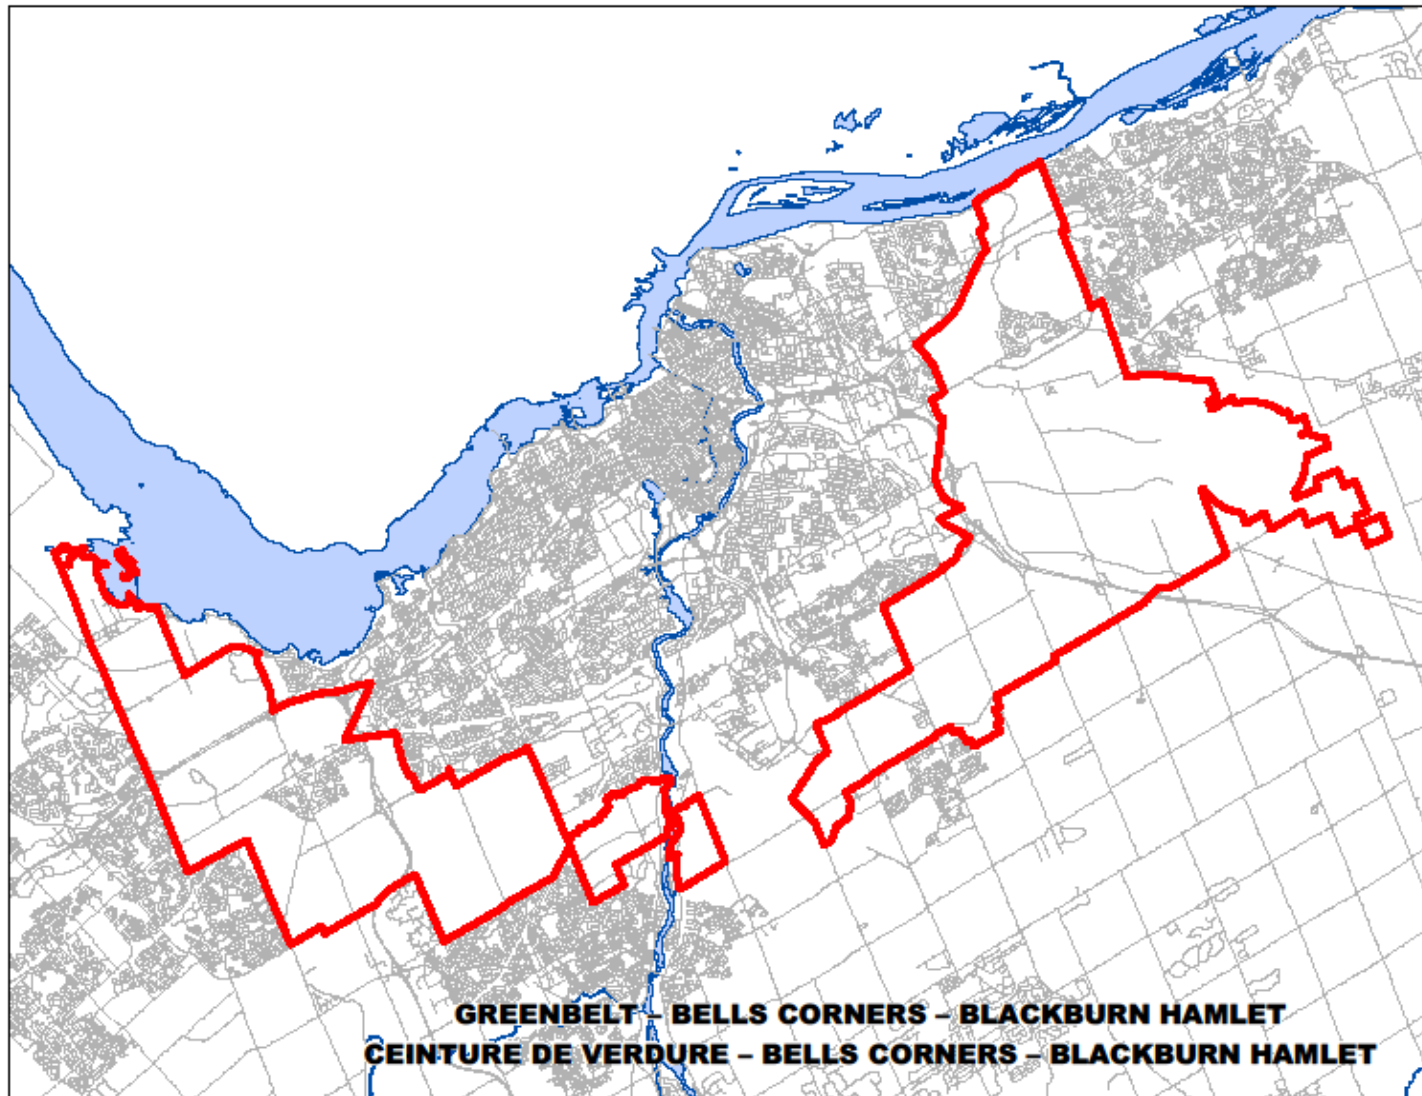 GREENBELT – BELLS CORNERS – BLACKBURN HAMLET
CEINTURE DE VERDURE – BELLS CORNERS – BLACKBURN HAMLET